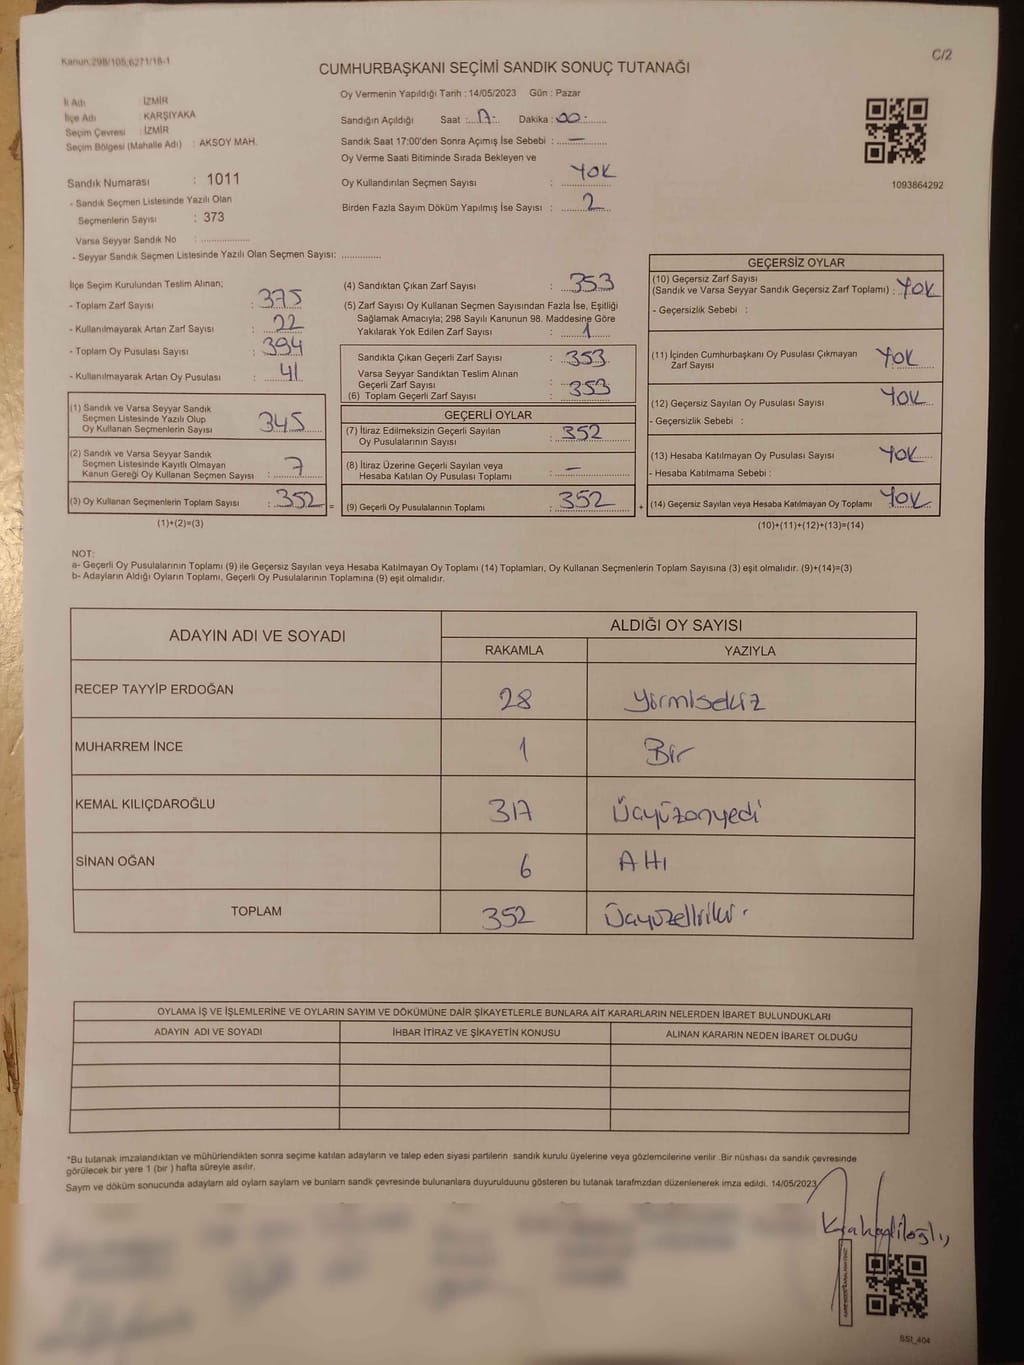 Kanun:298/105,6271/18-1
C/2
CUMHURBAŞKANI SEÇİMİ SANDIK SONUÇ TUTANAĞI
İl Adı : İZMİR
İlçe Adı : KARŞIYAKA
Seçim Çevresi : İZMİR
Seçim Bölgesi (Mahalle Adı) : AKSOY MAH.
Sandık Numarası : 1011
- Sandık Seçmen Listesinde Yazılı Olan
Seçmenlerin Sayısı : 373
Varsa Seyyar Sandık No : ..................
- Seyyar Sandık Seçmen Listesinde Yazılı Olan Seçmen Sayısı: ..............
Oy Vermenin Yapıldığı Tarih : 14/05/2023 Gün : Pazar
Sandığın Açıldığı Saat : 17 Dakika : 00
Sandık Saat 17:00'den Sonra Açımış İse Sebebi : —
Oy Verme Saati Bitiminde Sırada Bekleyen ve
Oy Kullandırılan Seçmen Sayısı : YOK
Birden Fazla Sayım Döküm Yapılmış İse Sayısı : 2
1093864292
İlçe Seçim Kurulundan Teslim Alınan;
- Toplam Zarf Sayısı : 375
- Kullanılmayarak Artan Zarf Sayısı : 22
- Toplam Oy Pusulası Sayısı : 394
- Kullanılmayarak Artan Oy Pusulası : 41
(1) Sandık ve Varsa Seyyar Sandık
Seçmen Listesinde Yazılı Olup
Oy Kullanan Seçmenlerin Sayısı : 345
(2) Sandık ve Varsa Seyyar Sandık
Seçmen Listesinde Kayıtlı Olmayan
Kanun Gereği Oy Kullanan Seçmen Sayısı : 7
(3) Oy Kullanan Seçmenlerin Toplam Sayısı : 352 =
(1)+(2)=(3)
(4) Sandıktan Çıkan Zarf Sayısı : 353
(5) Zarf Sayısı Oy Kullanan Seçmen Sayısından Fazla İse, Eşitliği
Sağlamak Amacıyla; 298 Sayılı Kanunun 98. Maddesine Göre
Yakılarak Yok Edilen Zarf Sayısı : 1
Sandıkta Çıkan Geçerli Zarf Sayısı : 353
Varsa Seyyar Sandıktan Teslim Alınan
Geçerli Zarf Sayısı :
(6) Toplam Geçerli Zarf Sayısı : 353
GEÇERLİ OYLAR
(7) İtiraz Edilmeksizin Geçerli Sayılan
Oy Pusulalarının Sayısı : 352
(8) İtiraz Üzerine Geçerli Sayılan veya
Hesaba Katılan Oy Pusulası Toplamı : —
(9) Geçerli Oy Pusulalarının Toplamı : 352 +
GEÇERSİZ OYLAR
(10) Geçersiz Zarf Sayısı
(Sandık ve Varsa Seyyar Sandık Geçersiz Zarf Toplamı) : YOK
- Geçersizlik Sebebi :
(11) İçinden Cumhurbaşkanı Oy Pusulası Çıkmayan
Zarf Sayısı YOK
(12) Geçersiz Sayılan Oy Pusulası Sayısı YOK
- Geçersizlik Sebebi :
(13) Hesaba Katılmayan Oy Pusulası Sayısı YOK
- Hesaba Katılmama Sebebi :
(14) Geçersiz Sayılan veya Hesaba Katılmayan Oy Toplamı YOK
(10)+(11)+(12)+(13)=(14)
NOT:
a- Geçerli Oy Pusulalarının Toplamı (9) ile Geçersiz Sayılan veya Hesaba Katılmayan Oy Toplamı (14) Toplamları, Oy Kullanan Seçmenlerin Toplam Sayısına (3) eşit olmalıdır. (9)+(14)=(3)
b- Adayların Aldığı Oyların Toplamı, Geçerli Oy Pusulalarının Toplamına (9) eşit olmalıdır.
ADAYIN ADI VE SOYADI
ALDIĞI OY SAYISI
RAKAMLA YAZIYLA
RECEP TAYYİP ERDOĞAN 28 Yirmisekiz
MUHARREM İNCE 1 Bir
KEMAL KILIÇDAROĞLU 317 Üçyüzonyedi
SİNAN OĞAN 6 Altı
TOPLAM 352 Üçyüzelliiki
OYLAMA İŞ VE İŞLEMLERİNE VE OYLARIN SAYIM VE DÖKÜMÜNE DAİR ŞİKAYETLERLE BUNLARA AİT KARARLARIN NELERDEN İBARET BULUNDUKLARI
ADAYIN ADI VE SOYADI İHBAR İTİRAZ VE ŞİKAYETİN KONUSU ALINAN KARARIN NEDEN İBARET OLDUĞU
*Bu tutanak imzalandıktan ve mühürlendikten sonra seçime katılan adayların ve talep eden siyasi partilerin sandık kurulu üyelerine veya gözlemcilerine verilir .Bir nüshası da sandık çevresinde
görülecek bir yere 1 (bir ) hafta süreyle asılır.
Saym ve döküm sonucunda adaylarm ald oylarm saylarm ve bunlarm sandk çevresinde bulunanlara duyurulduunu gösteren bu tutanak tarafmzdan düzenlenerek imza edildi. 14/05/2023
SSI_404